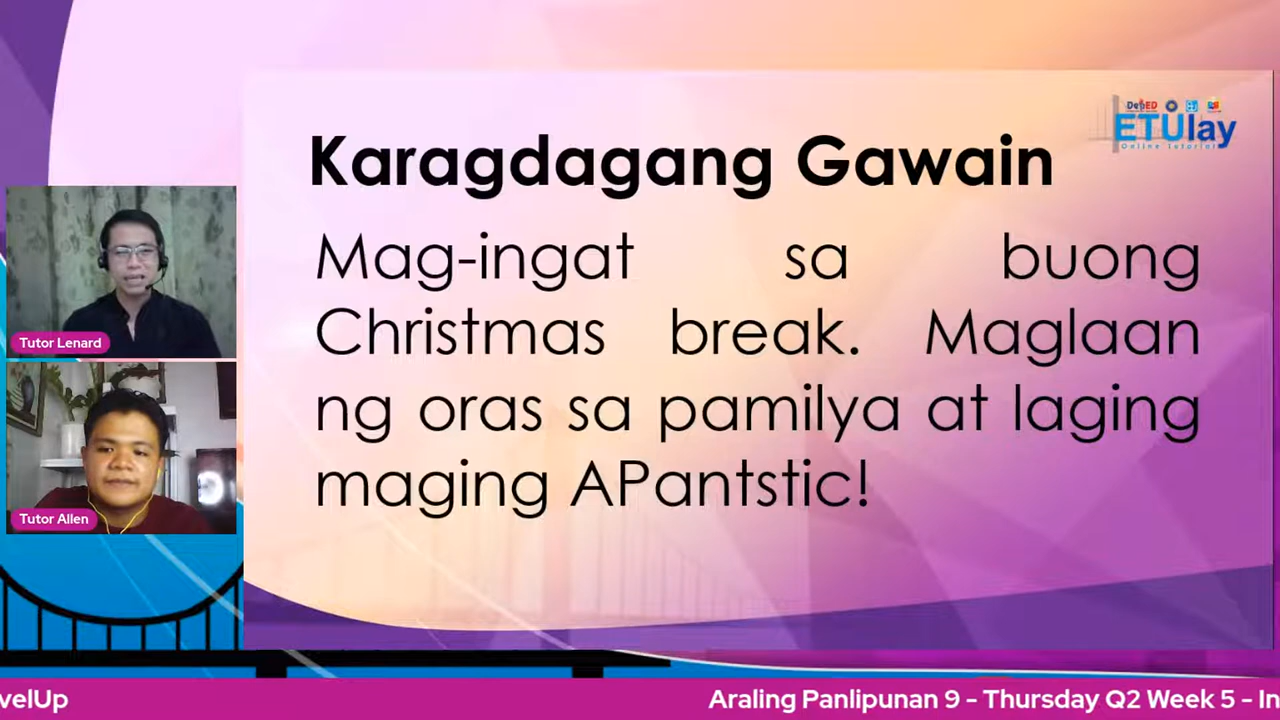 DepED
ETUlay
Online Tutorial
Karagdagang Gawain
Mag-ingat sa buong
Christmas break. Maglaan
ng oras sa pamilya at laging
maging APantstic!
Tutor Lenard
Tutor Allen
velUp
Araling Panlipunan 9 - Thursday Q2 Week 5 - In